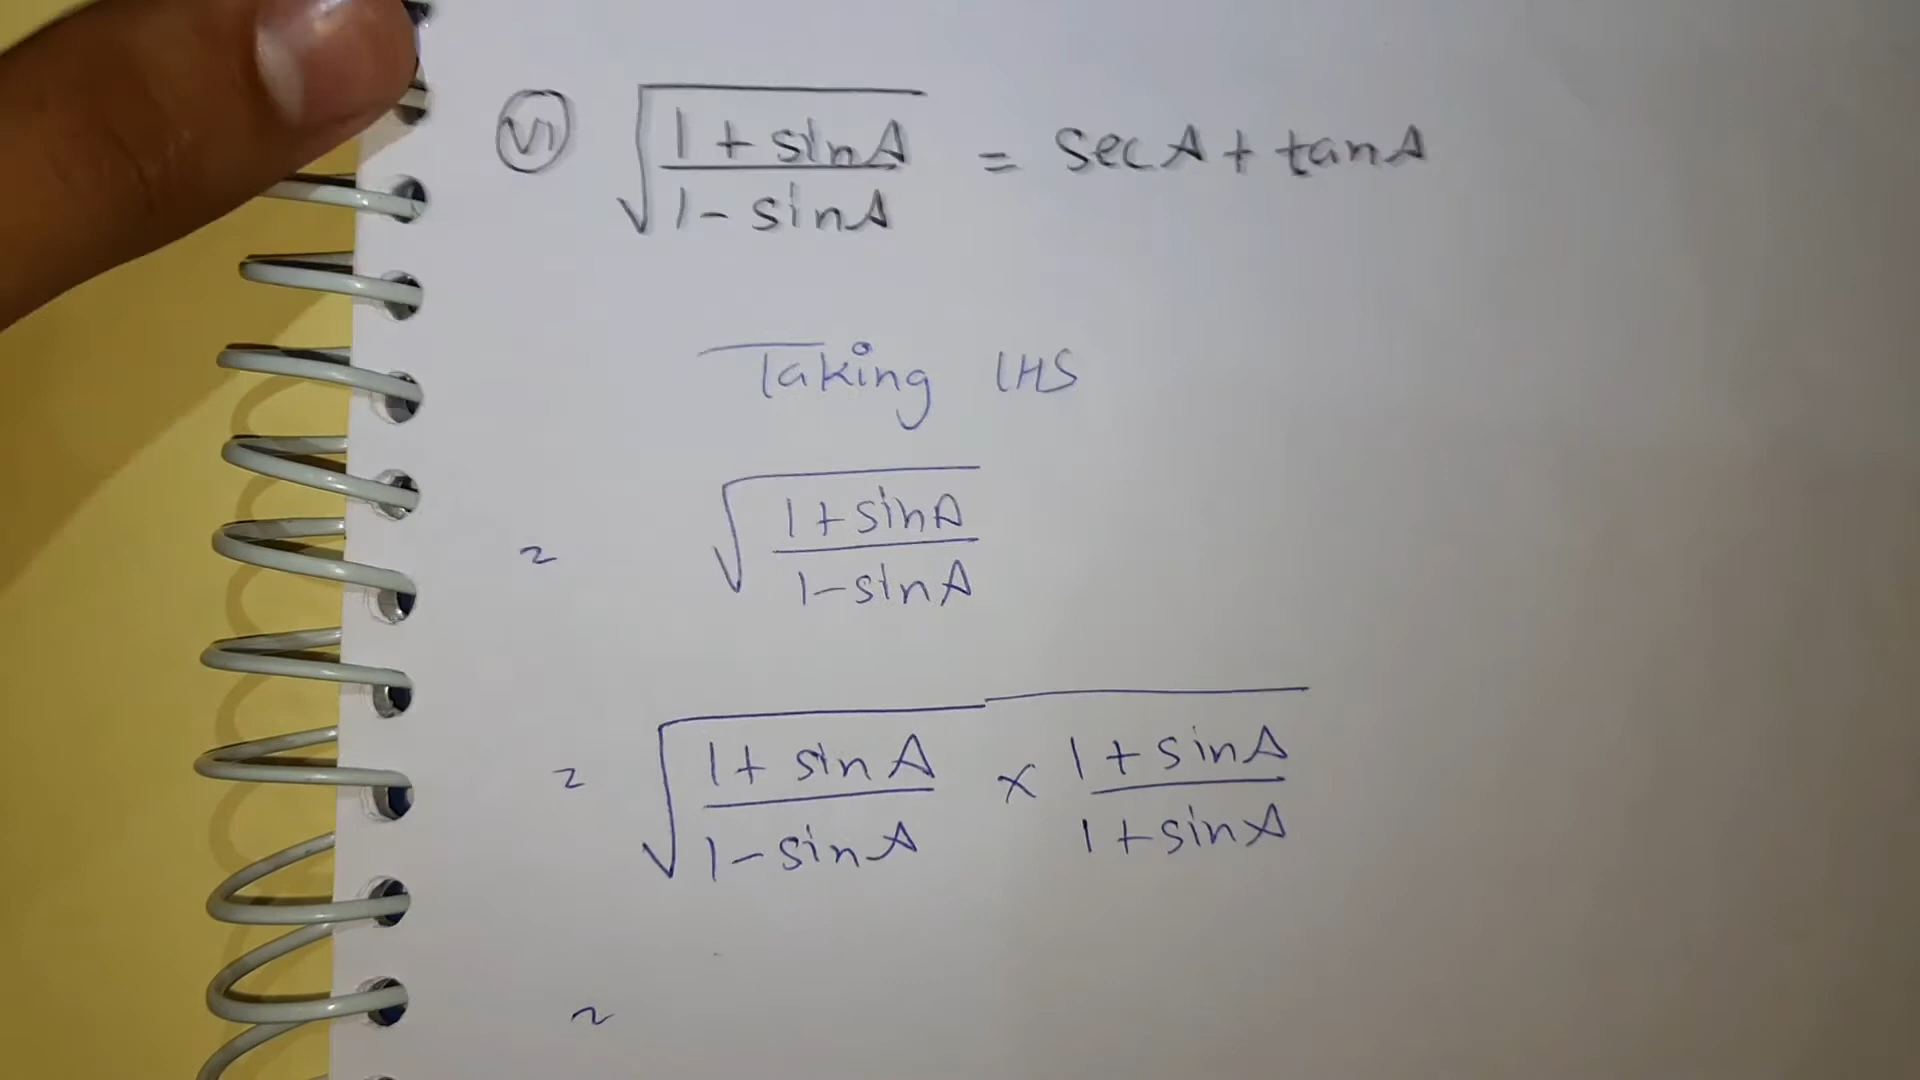 (VI) √(1+sinA / 1-sinA) = secA + tanA
Taking LHS
= √(1+sinA / 1-sinA)
= √(1+sinA / 1-sinA × 1+sinA / 1+sinA)
=